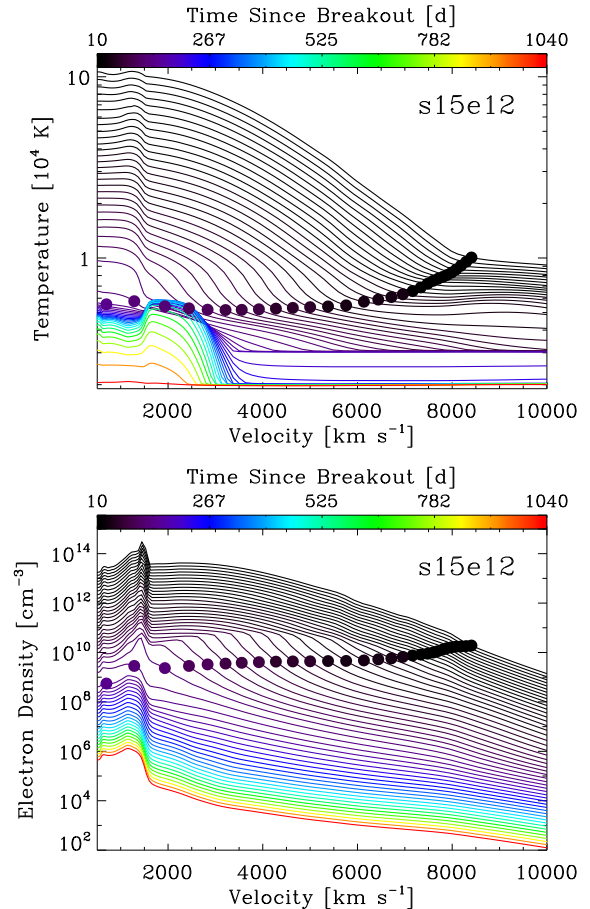 Time Since Breakout [d]
10 267 525 782 1040
s15e12
Temperature [10⁴ K]
10
1
2000 4000 6000 8000 10000
Velocity [km s⁻¹]
Time Since Breakout [d]
10 267 525 782 1040
s15e12
Electron Density [cm⁻³]
10¹⁴
10¹²
10¹⁰
10⁸
10⁶
10⁴
10²
2000 4000 6000 8000 10000
Velocity [km s⁻¹]